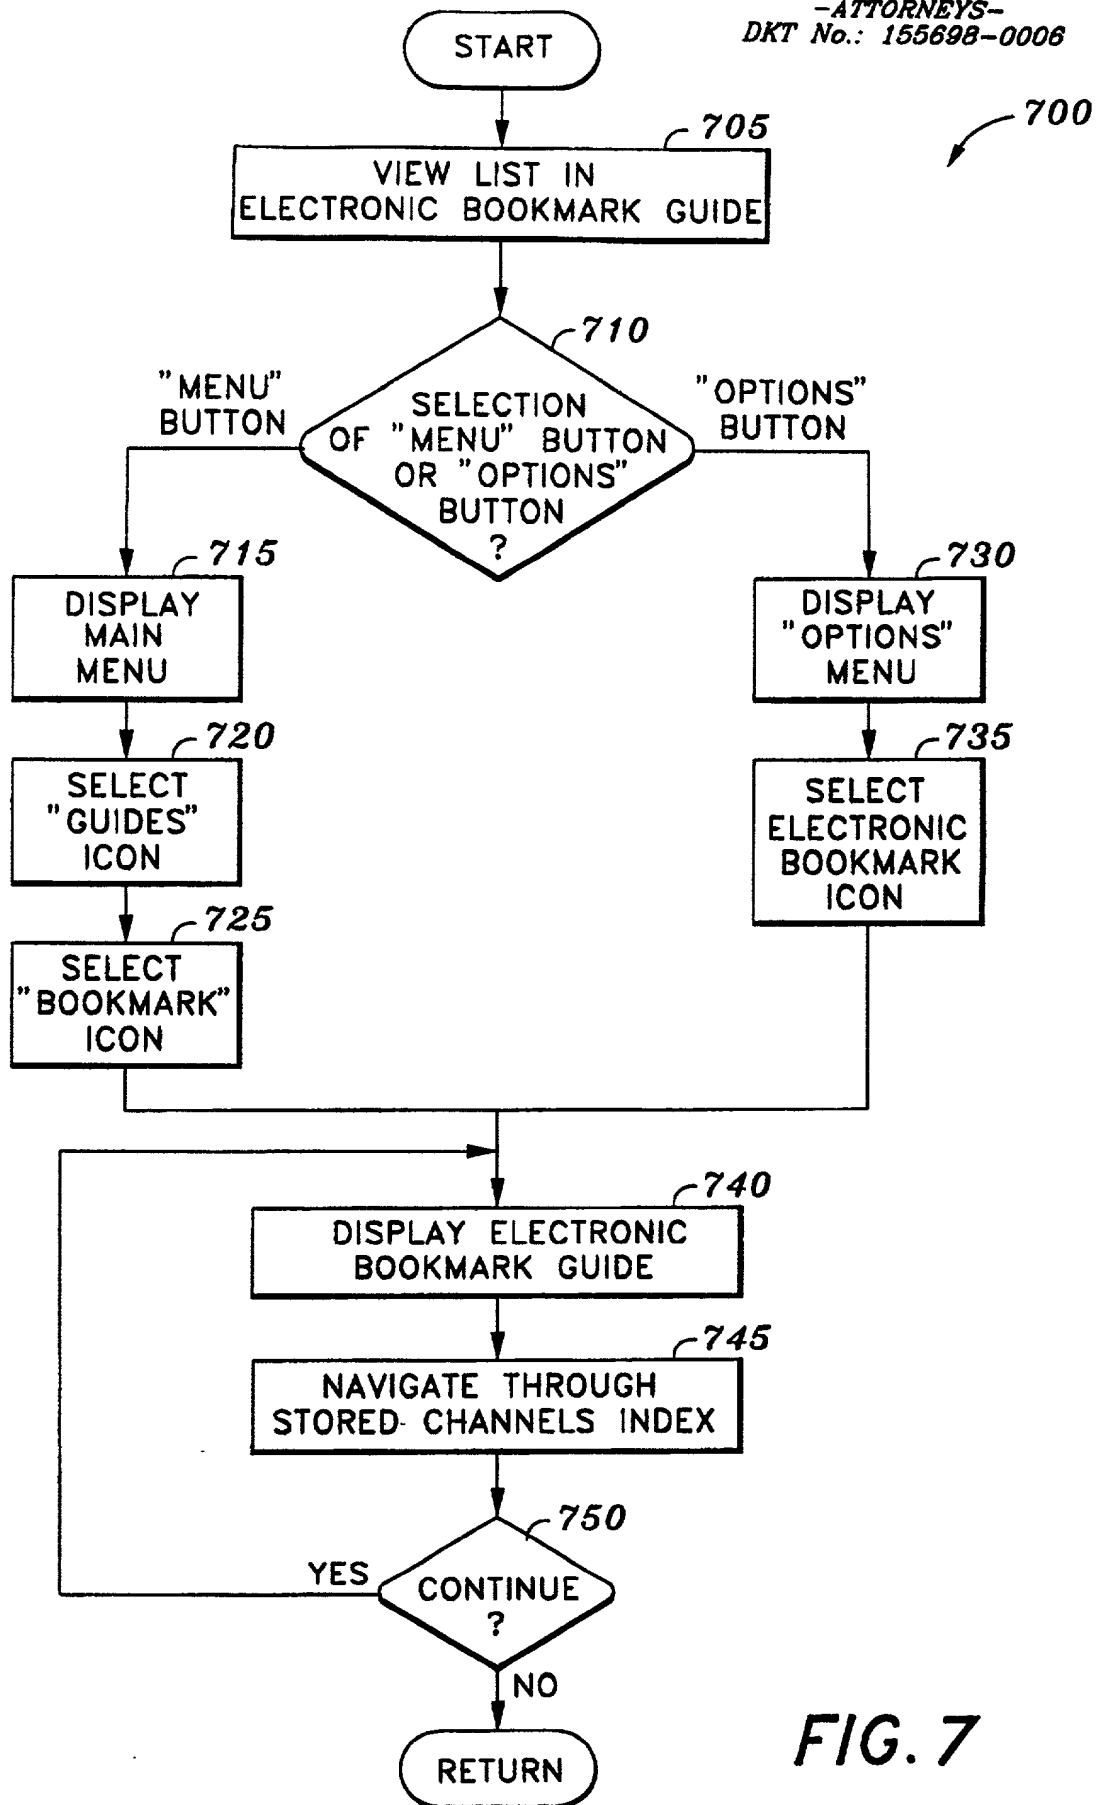 -ATTORNEYS-
DKT No.: 155698-0006
START
700
705
VIEW LIST IN
ELECTRONIC BOOKMARK GUIDE
710
"MENU"
BUTTON
SELECTION
OF "MENU" BUTTON
OR "OPTIONS"
BUTTON
?
"OPTIONS"
BUTTON
715
DISPLAY
MAIN
MENU
730
DISPLAY
"OPTIONS"
MENU
720
SELECT
"GUIDES"
ICON
735
SELECT
ELECTRONIC
BOOKMARK
ICON
725
SELECT
"BOOKMARK"
ICON
740
DISPLAY ELECTRONIC
BOOKMARK GUIDE
745
NAVIGATE THROUGH
STORED CHANNELS INDEX
750
YES
CONTINUE
?
NO
RETURN
FIG. 7